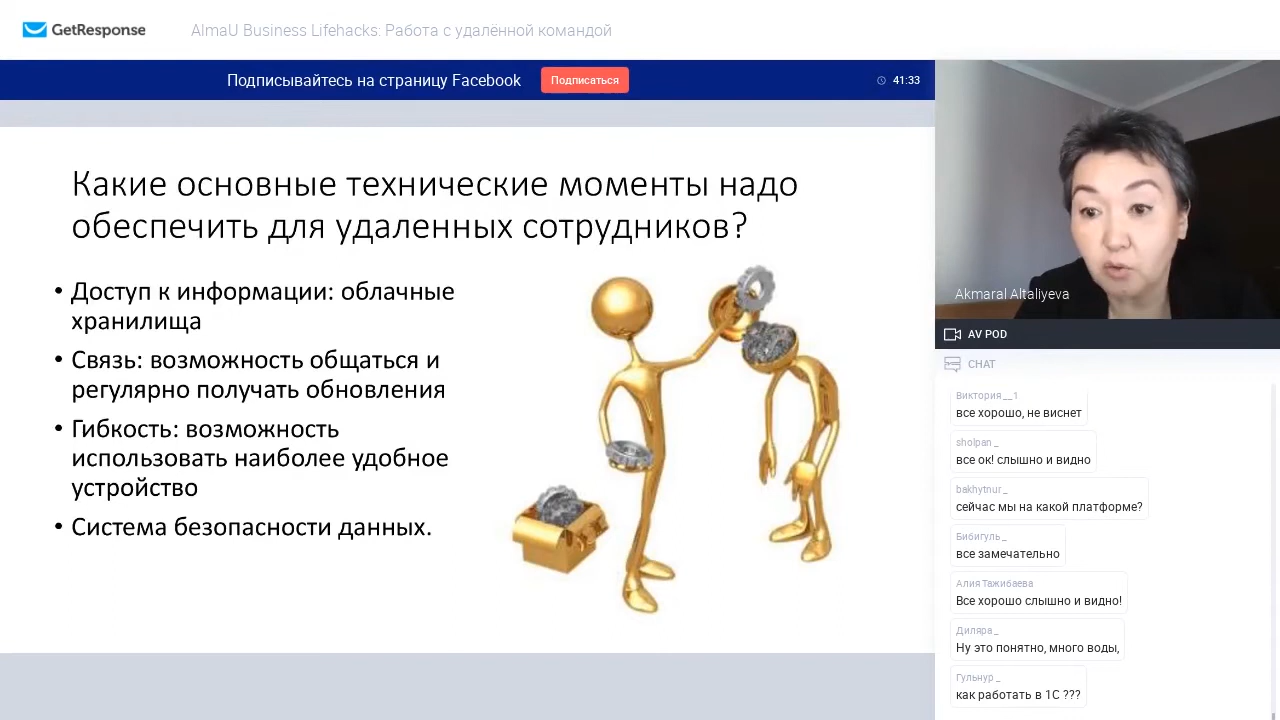 GetResponse
AlmaU Business Lifehacks: Работа с удалённой командой
Подписывайтесь на страницу Facebook
Подписаться
41:33
Какие основные технические моменты надо
обеспечить для удаленных сотрудников?
• Доступ к информации: облачные
хранилища
• Связь: возможность общаться и
регулярно получать обновления
• Гибкость: возможность
использовать наиболее удобное
устройство
• Система безопасности данных.
Akmaral Altaliyeva
AV POD
CHAT
Виктория__1
все хорошо, не виснет
sholpan _
все ок! слышно и видно
bakhytnur _
сейчас мы на какой платформе?
Бибигуль _
все замечательно
Алия Тажибаева
Все хорошо слышно и видно!
Диляра _
Ну это понятно, много воды,
Гульнур _
как работать в 1С ???